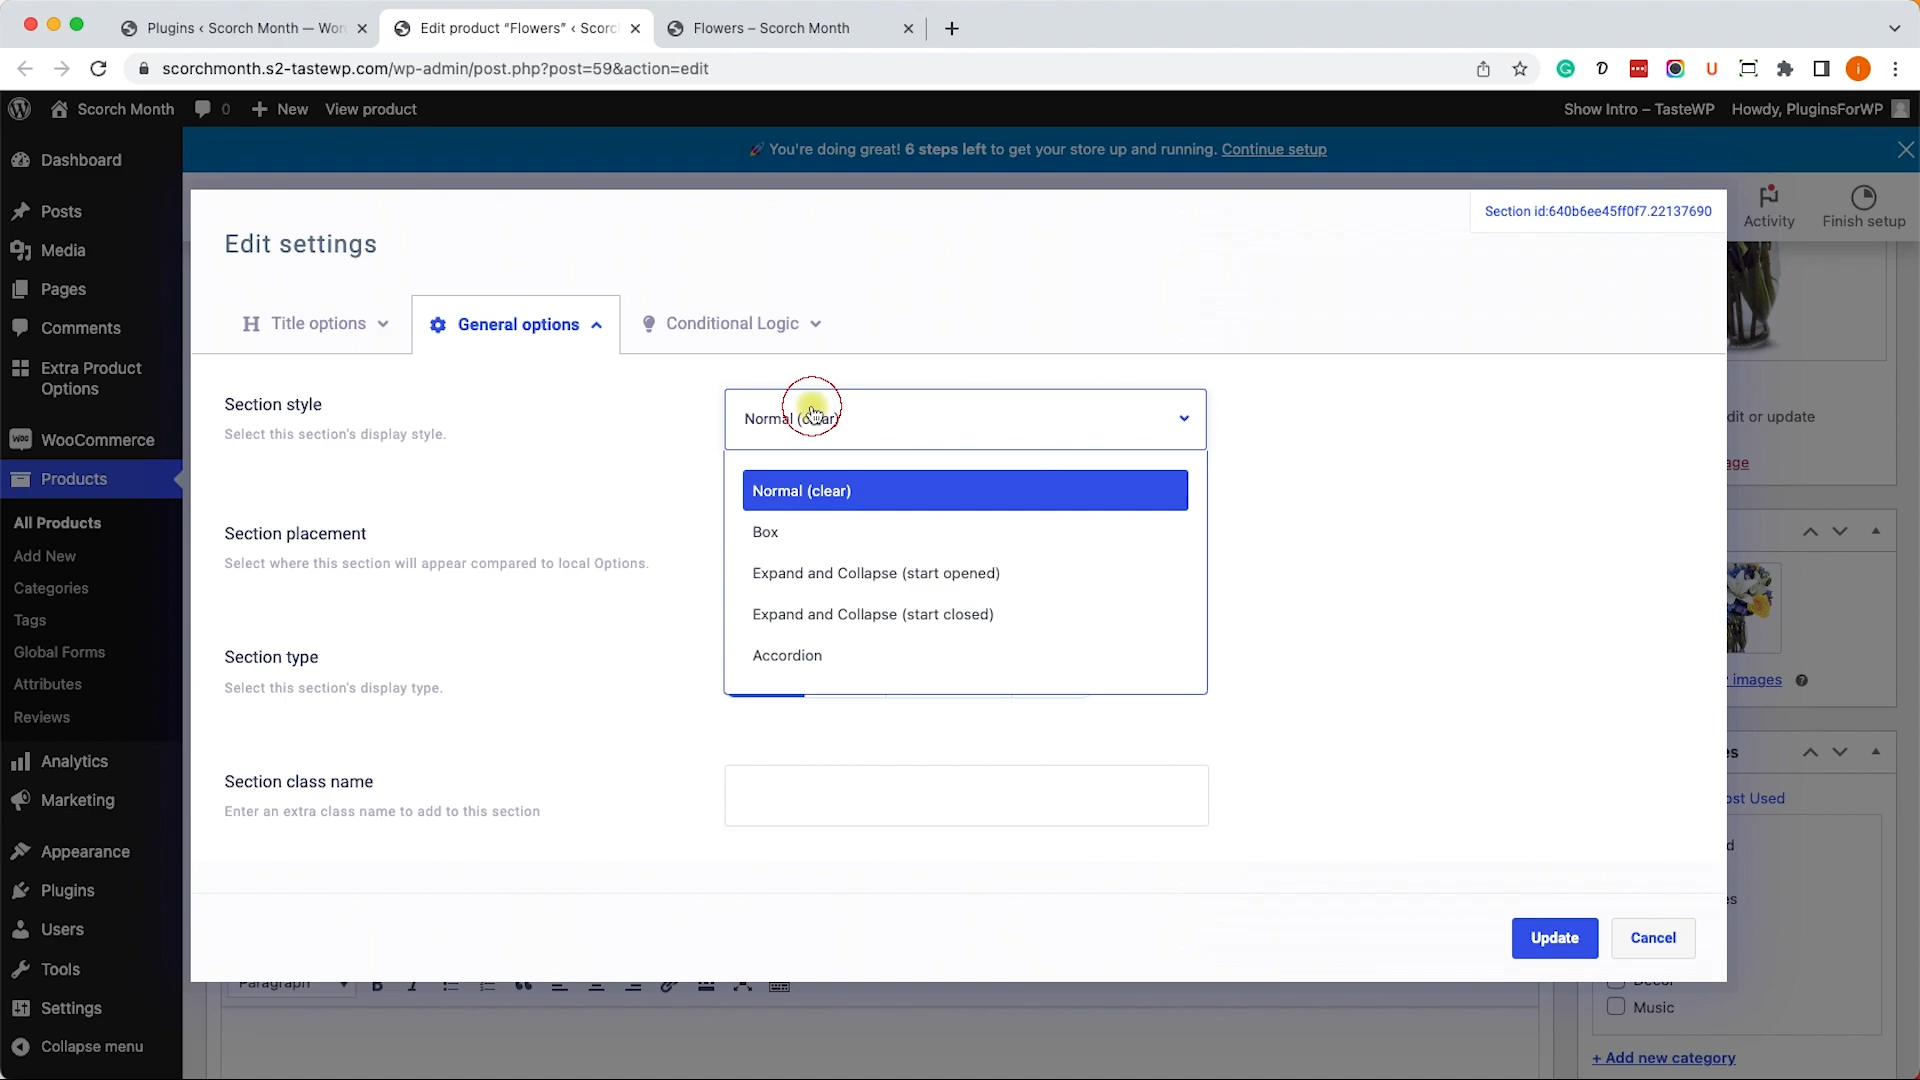 Plugins ‹ Scorch Month — Wor
Edit product “Flowers” ‹ Scorc
Flowers – Scorch Month
scorchmonth.s2-tastewp.com/wp-admin/post.php?post=59&action=edit
Scorch Month
0
New
View product
Show Intro – TasteWP
Howdy, PluginsForWP
Dashboard
Posts
Media
Pages
Comments
Extra Product
Options
WooCommerce
Products
All Products
Add New
Categories
Tags
Global Forms
Attributes
Reviews
Analytics
Marketing
Appearance
Plugins
Users
Tools
Settings
Collapse menu
You're doing great! 6 steps left to get your store up and running. Continue setup
Activity
Finish setup
Section id:640b6ee45ff0f7.22137690
Edit settings
Title options
General options
Conditional Logic
Section style
Select this section's display style.
Normal (clear)
Normal (clear)
Box
Expand and Collapse (start opened)
Expand and Collapse (start closed)
Accordion
Section placement
Select where this section will appear compared to local Options.
Section type
Select this section's display type.
Section class name
Enter an extra class name to add to this section
Update
Cancel
dit or update
age
images
es
ost Used
d
es
Paragraph
Decor
Music
+ Add new category